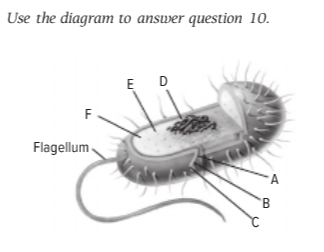 Use the diagram to answer question 10.
E
D
F
Flagellum
A
B
C